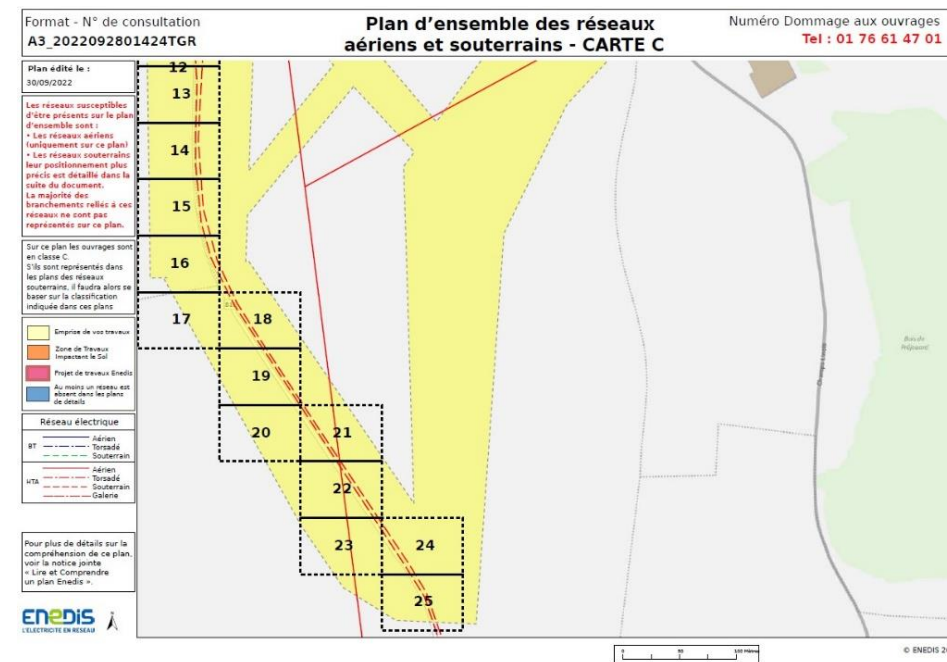 Format - N° de consultation
A3_2022092801424TGR
Plan d’ensemble des réseaux
aériens et souterrains - CARTE C
Numéro Dommage aux ouvrages
Tel : 01 76 61 47 01
Plan édité le :
30/09/2022
Les réseaux susceptibles
d'être présents sur le plan
d'ensemble sont :
• Les réseaux aériens
(uniquement sur ce plan)
• Les réseaux souterrains
leur positionnement plus
précis est détaillé dans la
suite du document.
La majorité des
branchements reliés à ces
réseaux ne sont pas
représentés sur ce plan.
Sur ce plan les ouvrages sont
en classe C.
S'ils sont représentés dans
les plans des réseaux
souterrains, il faudra alors se
baser sur la classification
indiquée dans ces plans
Emprise de vos travaux
Zone de Travaux
Impactant le Sol
Projet de travaux Enedis
Au moins un réseau est
absent dans les plans
de détails
Réseau électrique
BT
Aérien
Torsadé
Souterrain
HTA
Aérien
Torsadé
Souterrain
Galerie
Pour plus de détails sur la
compréhension de ce plan,
voir la notice jointe
« Lire et Comprendre
un plan Enedis ».
ENEDIS
L'ELECTRICITE EN RESEAU
12
13
14
15
16
17
18
19
20
21
22
23
24
25
0 50 100 Mètres
© ENEDIS 20